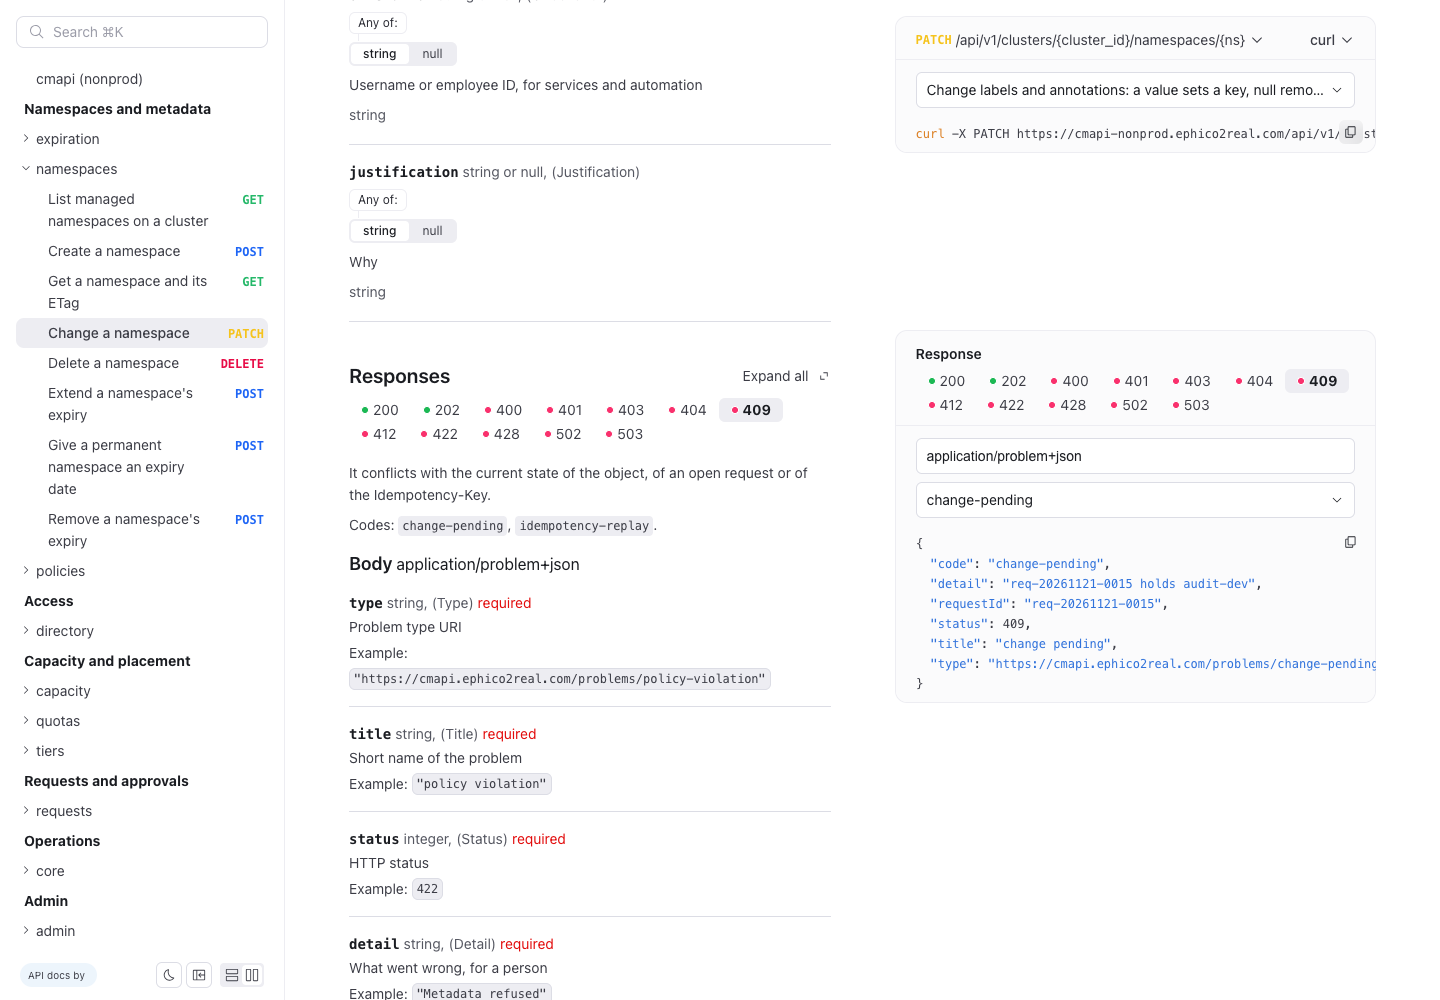 Search ⌘K
cmapi (nonprod)
Namespaces and metadata
expiration
namespaces
List managed namespaces on a cluster GET
Create a namespace POST
Get a namespace and its ETag GET
Change a namespace PATCH
Delete a namespace DELETE
Extend a namespace's expiry POST
Give a permanent namespace an expiry date POST
Remove a namespace's expiry POST
policies
Access
directory
Capacity and placement
capacity
quotas
tiers
Requests and approvals
requests
Operations
core
Admin
admin
API docs by
Any of:
string null
Username or employee ID, for services and automation
string
justification string or null, (Justification)
Any of:
string null
Why
string
Responses Expand all
200 202 400 401 403 404 409
412 422 428 502 503
It conflicts with the current state of the object, of an open request or of
the Idempotency-Key.
Codes: change-pending, idempotency-replay.
Body application/problem+json
type string, (Type) required
Problem type URI
Example:
"https://cmapi.ephico2real.com/problems/policy-violation"
title string, (Title) required
Short name of the problem
Example: "policy violation"
status integer, (Status) required
HTTP status
Example: 422
detail string, (Detail) required
What went wrong, for a person
Example: "Metadata refused"
PATCH /api/v1/clusters/{cluster_id}/namespaces/{ns} curl
Change labels and annotations: a value sets a key, null remo...
curl -X PATCH https://cmapi-nonprod.ephico2real.com/api/v1/
Response
200 202 400 401 403 404 409
412 422 428 502 503
application/problem+json
change-pending
{
"code": "change-pending",
"detail": "req-20261121-0015 holds audit-dev",
"requestId": "req-20261121-0015",
"status": 409,
"title": "change pending",
"type": "https://cmapi.ephico2real.com/problems/change-pending
}